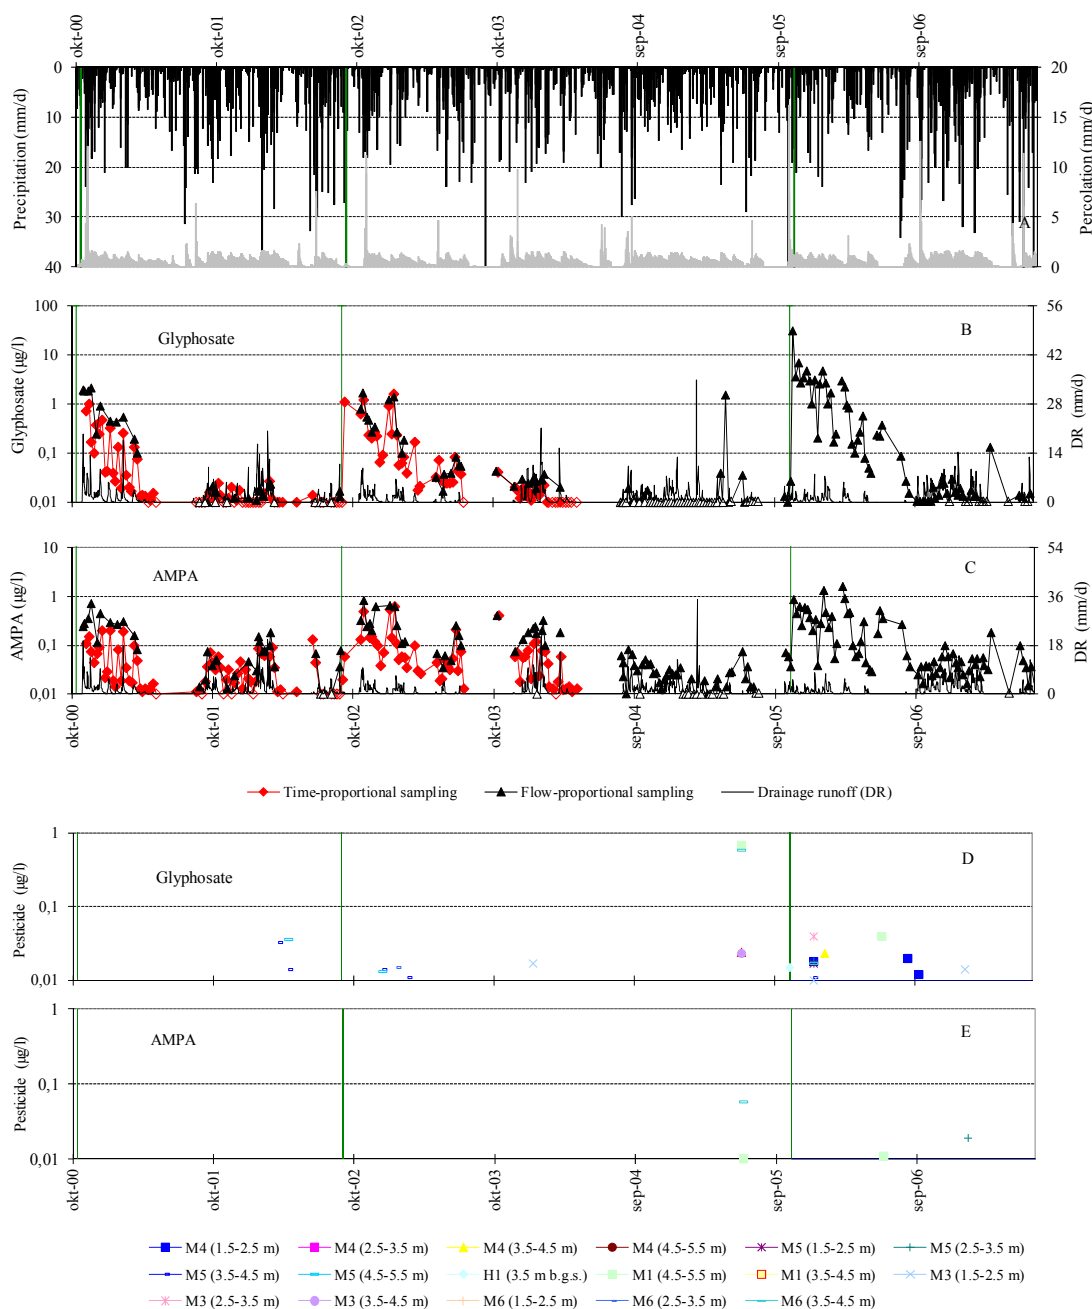 okt-00 okt-01 okt-02 okt-03 sep-04 sep-05 sep-06
Precipitation (mm/d)
0 10 20 30 40
Percolation (mm/d)
20 15 10 5 0
A
Glyphosate (µg/l)
100 10 1 0,1 0,01
Glyphosate
B
DR (mm/d)
56 42 28 14 0
AMPA (µg/l)
10 1 0,1 0,01
AMPA
C
DR (mm/d)
54 36 18 0
okt-00 okt-01 okt-02 okt-03 sep-04 sep-05 sep-06
Time-proportional sampling Flow-proportional sampling Drainage runoff (DR)
Pesticide (µg/l)
1 0,1 0,01
Glyphosate
D
Pesticide (µg/l)
1 0,1 0,01
AMPA
E
okt-00 okt-01 okt-02 okt-03 sep-04 sep-05 sep-06
M4 (1.5-2.5 m) M4 (2.5-3.5 m) M4 (3.5-4.5 m) M4 (4.5-5.5 m) M5 (1.5-2.5 m) M5 (2.5-3.5 m)
M5 (3.5-4.5 m) M5 (4.5-5.5 m) H1 (3.5 m b.g.s.) M1 (4.5-5.5 m) M1 (3.5-4.5 m) M3 (1.5-2.5 m)
M3 (2.5-3.5 m) M3 (3.5-4.5 m) M6 (1.5-2.5 m) M6 (2.5-3.5 m) M6 (3.5-4.5 m)